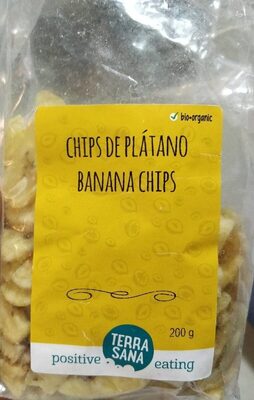 bio+organic
CHIPS DE PLÁTANO
BANANA CHIPS
200 g
TERRA
SANA
positive eating